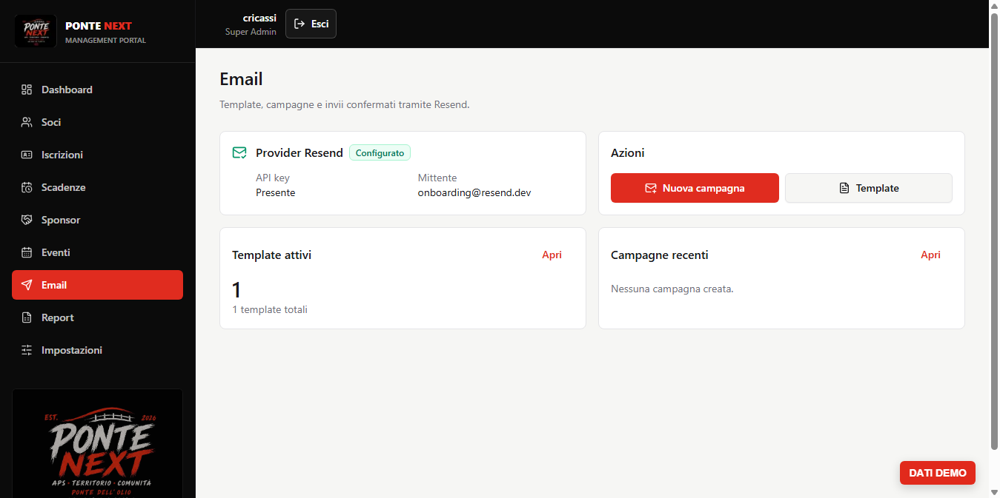 PONTE NEXT
PONTE NEXT
MANAGEMENT PORTAL
cricassi
Super Admin
Esci
Dashboard
Soci
Iscrizioni
Scadenze
Sponsor
Eventi
Email
Report
Impostazioni
EST. 2026
PONTE
NEXT
APS · TERRITORIO · COMUNITÀ
PONTE DELL'OLIO
Email
Template, campagne e invii confermati tramite Resend.
Provider Resend Configurato
API key Mittente
Presente onboarding@resend.dev
Azioni
Nuova campagna Template
Template attivi Apri
1
1 template totali
Campagne recenti Apri
Nessuna campagna creata.
DATI DEMO